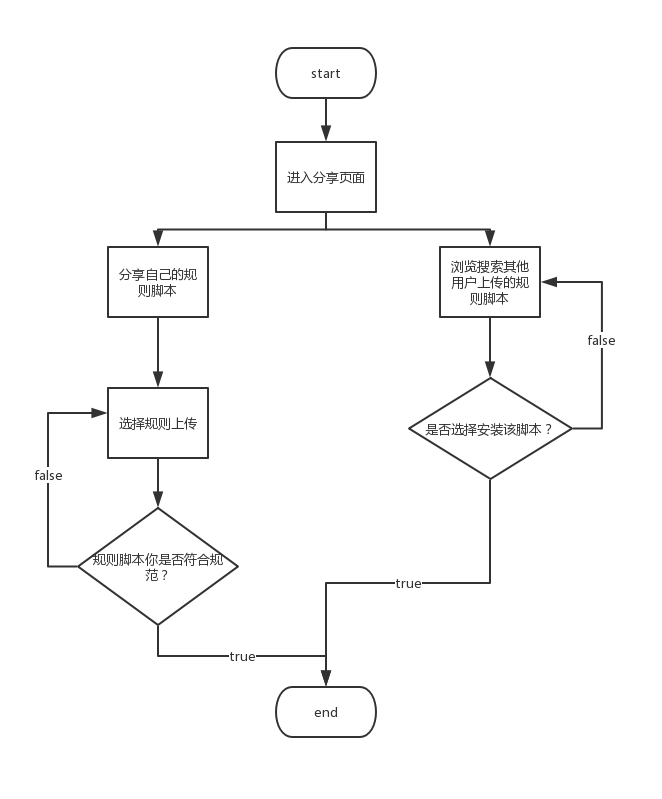 start
进入分享页面
分享自己的规
则脚本
浏览搜索其他
用户上传的规
则脚本
false
选择规则上传
是否选择安装该脚本？
false
规则脚本你是否符合规
范？
true
true
end